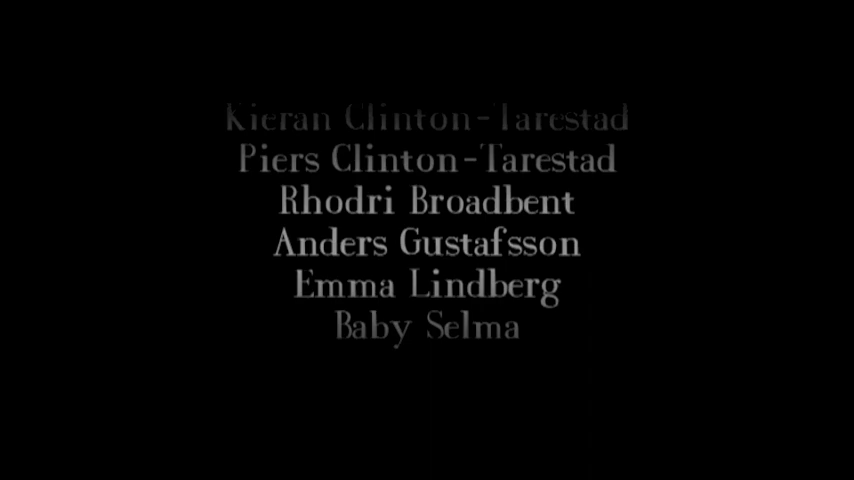 Kieran Clinton-Tarestad
Piers Clinton-Tarestad
Rhodri Broadbent
Anders Gustafsson
Emma Lindberg
Baby Selma